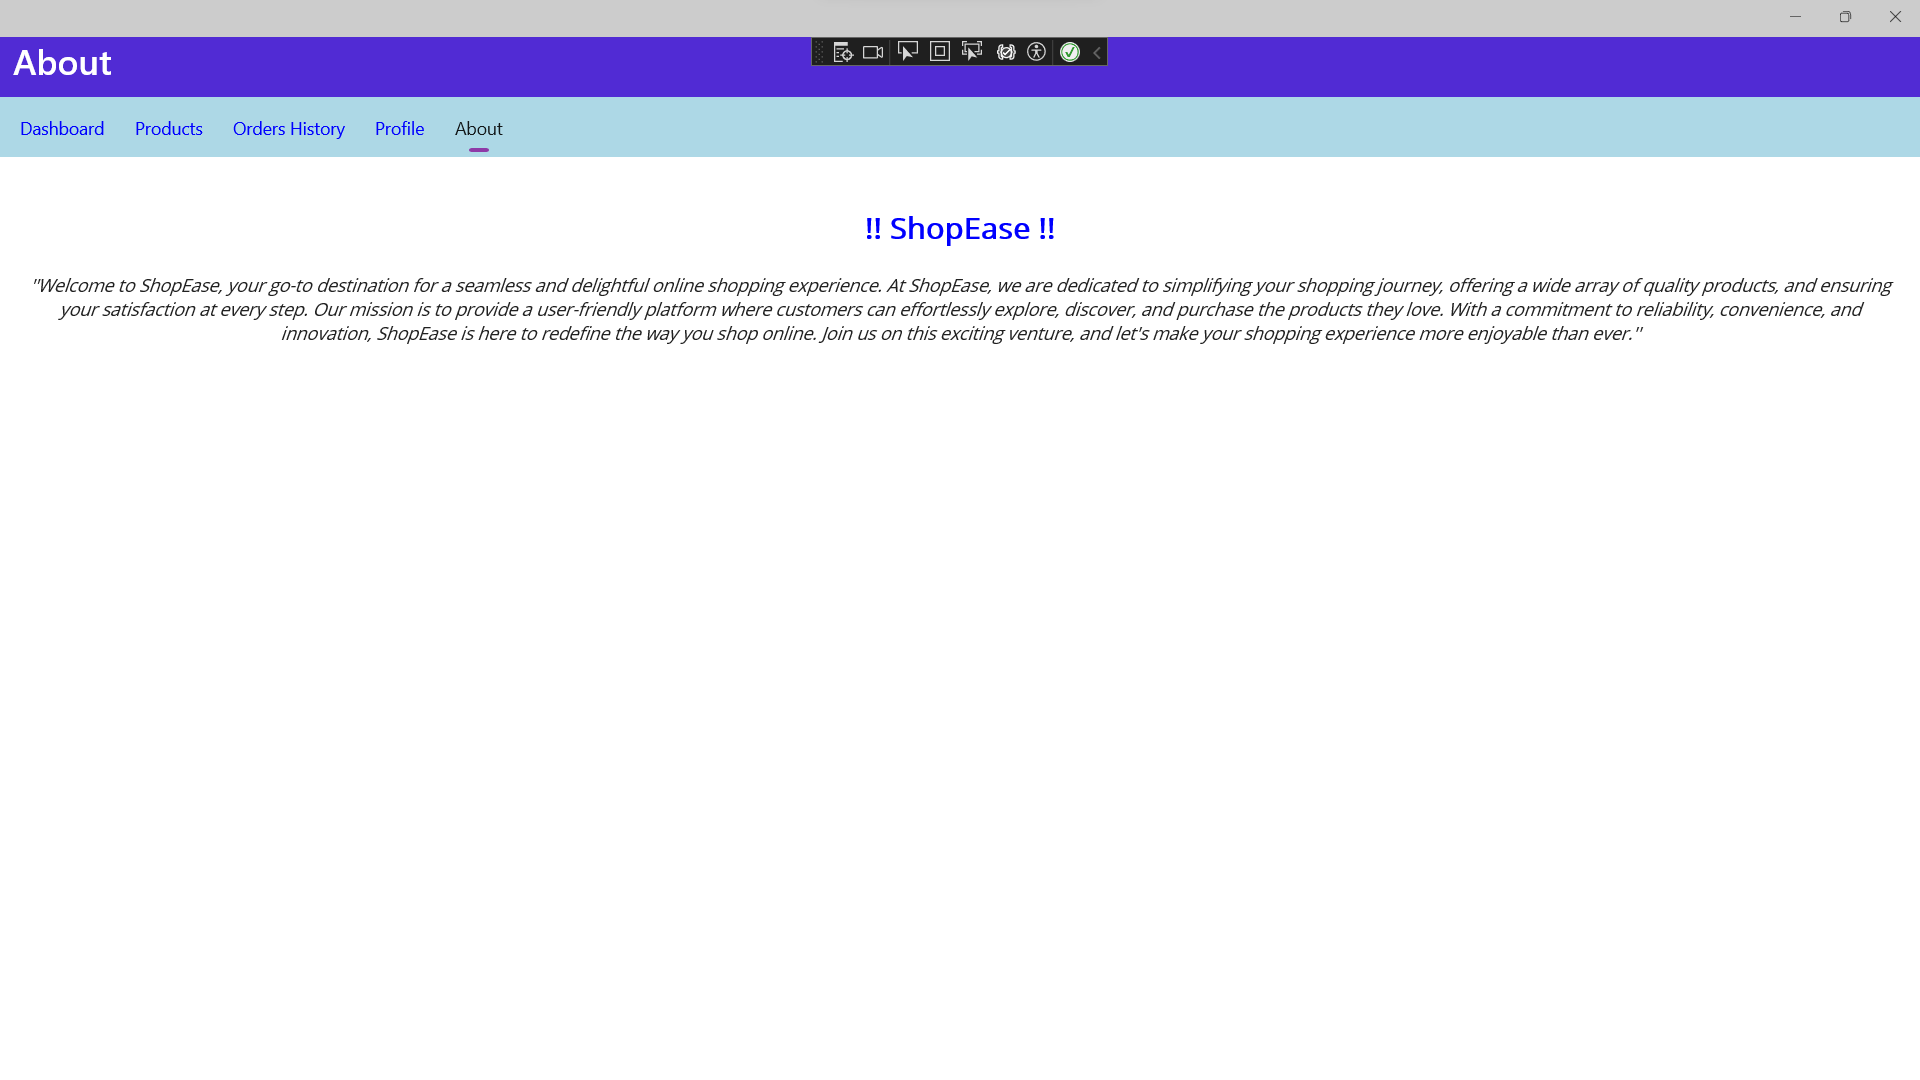 About
Dashboard Products Orders History Profile About
!! ShopEase !!
"Welcome to ShopEase, your go-to destination for a seamless and delightful online shopping experience. At ShopEase, we are dedicated to simplifying your shopping journey, offering a wide array of quality products, and ensuring
your satisfaction at every step. Our mission is to provide a user-friendly platform where customers can effortlessly explore, discover, and purchase the products they love. With a commitment to reliability, convenience, and
innovation, ShopEase is here to redefine the way you shop online. Join us on this exciting venture, and let's make your shopping experience more enjoyable than ever."